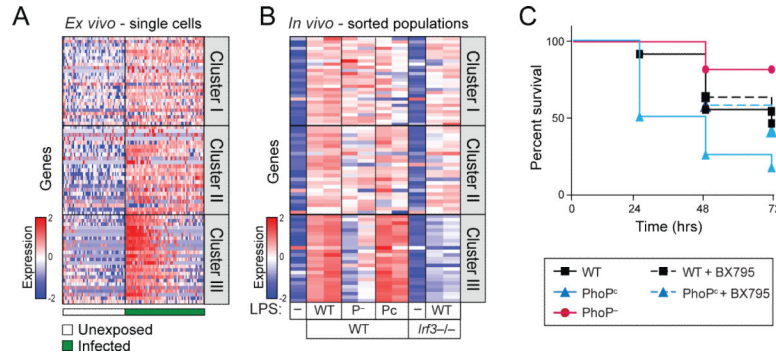 A
Ex vivo - single cells
Genes
Cluster I
Cluster II
Cluster III
Expression
2
-2
Unexposed
Infected
B
In vivo - sorted populations
Genes
Cluster I
Cluster II
Cluster III
Expression
2
-2
LPS: – WT P⁻ Pc – WT
WT Irf3–/–
C
Percent survival
100
50
0
0 24 48 72
Time (hrs)
WT
WT + BX795
PhoPᶜ
PhoPᶜ + BX795
PhoP⁻